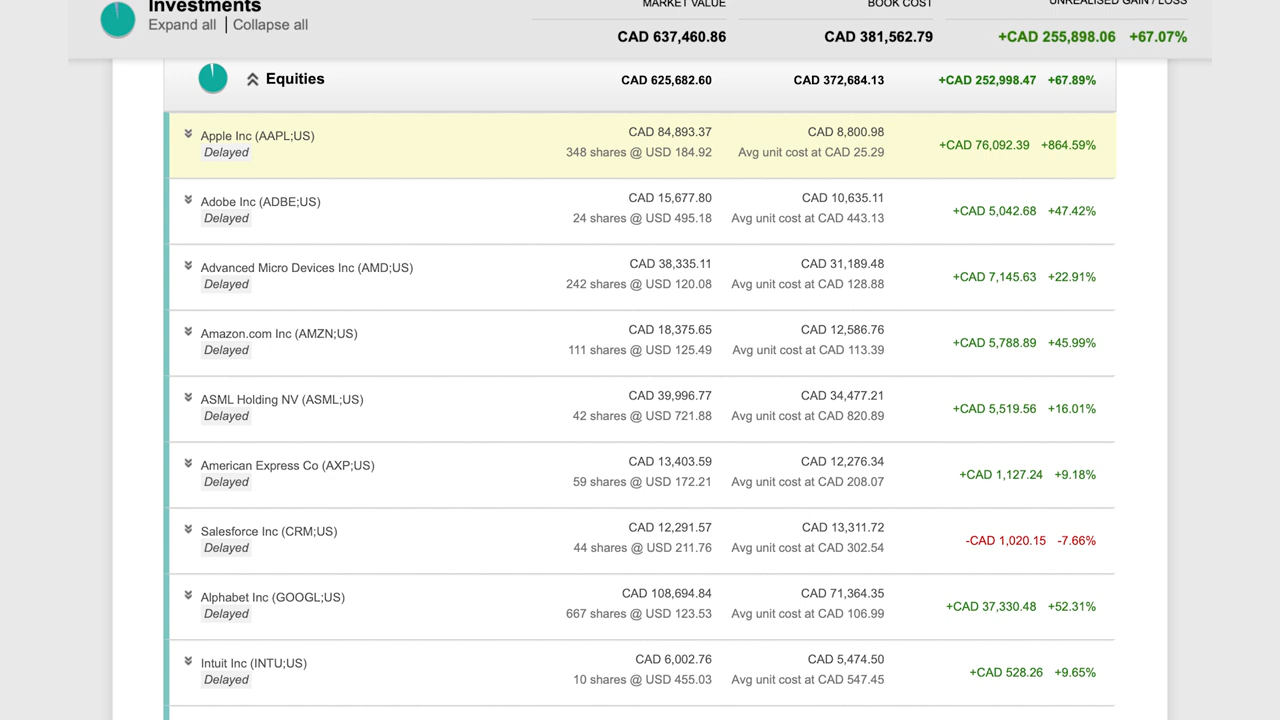 Investments
Expand all | Collapse all
MARKET VALUE
BOOK COST
UNREALISED GAIN / LOSS
CAD 637,460.86
CAD 381,562.79
+CAD 255,898.06 +67.07%
Equities
CAD 625,682.60
CAD 372,684.13
+CAD 252,998.47 +67.89%
Apple Inc (AAPL;US)
Delayed
CAD 84,893.37
348 shares @ USD 184.92
CAD 8,800.98
Avg unit cost at CAD 25.29
+CAD 76,092.39 +864.59%
Adobe Inc (ADBE;US)
Delayed
CAD 15,677.80
24 shares @ USD 495.18
CAD 10,635.11
Avg unit cost at CAD 443.13
+CAD 5,042.68 +47.42%
Advanced Micro Devices Inc (AMD;US)
Delayed
CAD 38,335.11
242 shares @ USD 120.08
CAD 31,189.48
Avg unit cost at CAD 128.88
+CAD 7,145.63 +22.91%
Amazon.com Inc (AMZN;US)
Delayed
CAD 18,375.65
111 shares @ USD 125.49
CAD 12,586.76
Avg unit cost at CAD 113.39
+CAD 5,788.89 +45.99%
ASML Holding NV (ASML;US)
Delayed
CAD 39,996.77
42 shares @ USD 721.88
CAD 34,477.21
Avg unit cost at CAD 820.89
+CAD 5,519.56 +16.01%
American Express Co (AXP;US)
Delayed
CAD 13,403.59
59 shares @ USD 172.21
CAD 12,276.34
Avg unit cost at CAD 208.07
+CAD 1,127.24 +9.18%
Salesforce Inc (CRM;US)
Delayed
CAD 12,291.57
44 shares @ USD 211.76
CAD 13,311.72
Avg unit cost at CAD 302.54
-CAD 1,020.15 -7.66%
Alphabet Inc (GOOGL;US)
Delayed
CAD 108,694.84
667 shares @ USD 123.53
CAD 71,364.35
Avg unit cost at CAD 106.99
+CAD 37,330.48 +52.31%
Intuit Inc (INTU;US)
Delayed
CAD 6,002.76
10 shares @ USD 455.03
CAD 5,474.50
Avg unit cost at CAD 547.45
+CAD 528.26 +9.65%